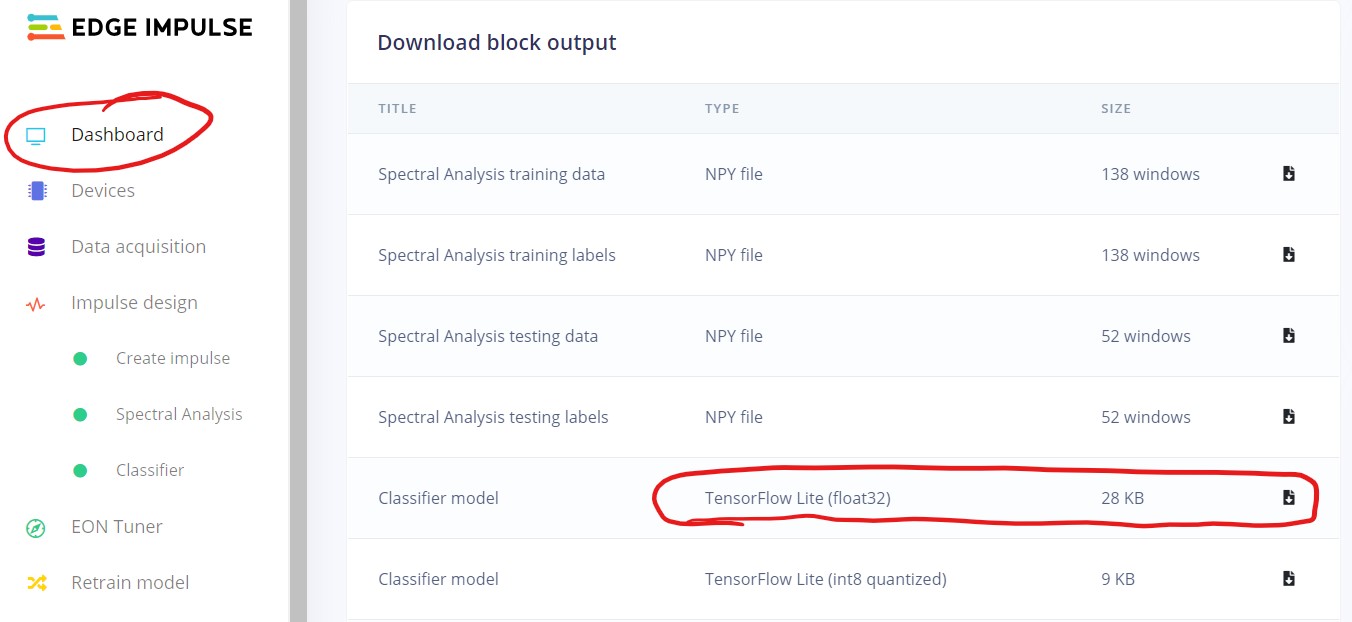 EDGE IMPULSE
Dashboard
Devices
Data acquisition
Impulse design
Create impulse
Spectral Analysis
Classifier
EON Tuner
Retrain model
Download block output
TITLE TYPE SIZE
Spectral Analysis training data NPY file 138 windows
Spectral Analysis training labels NPY file 138 windows
Spectral Analysis testing data NPY file 52 windows
Spectral Analysis testing labels NPY file 52 windows
Classifier model TensorFlow Lite (float32) 28 KB
Classifier model TensorFlow Lite (int8 quantized) 9 KB